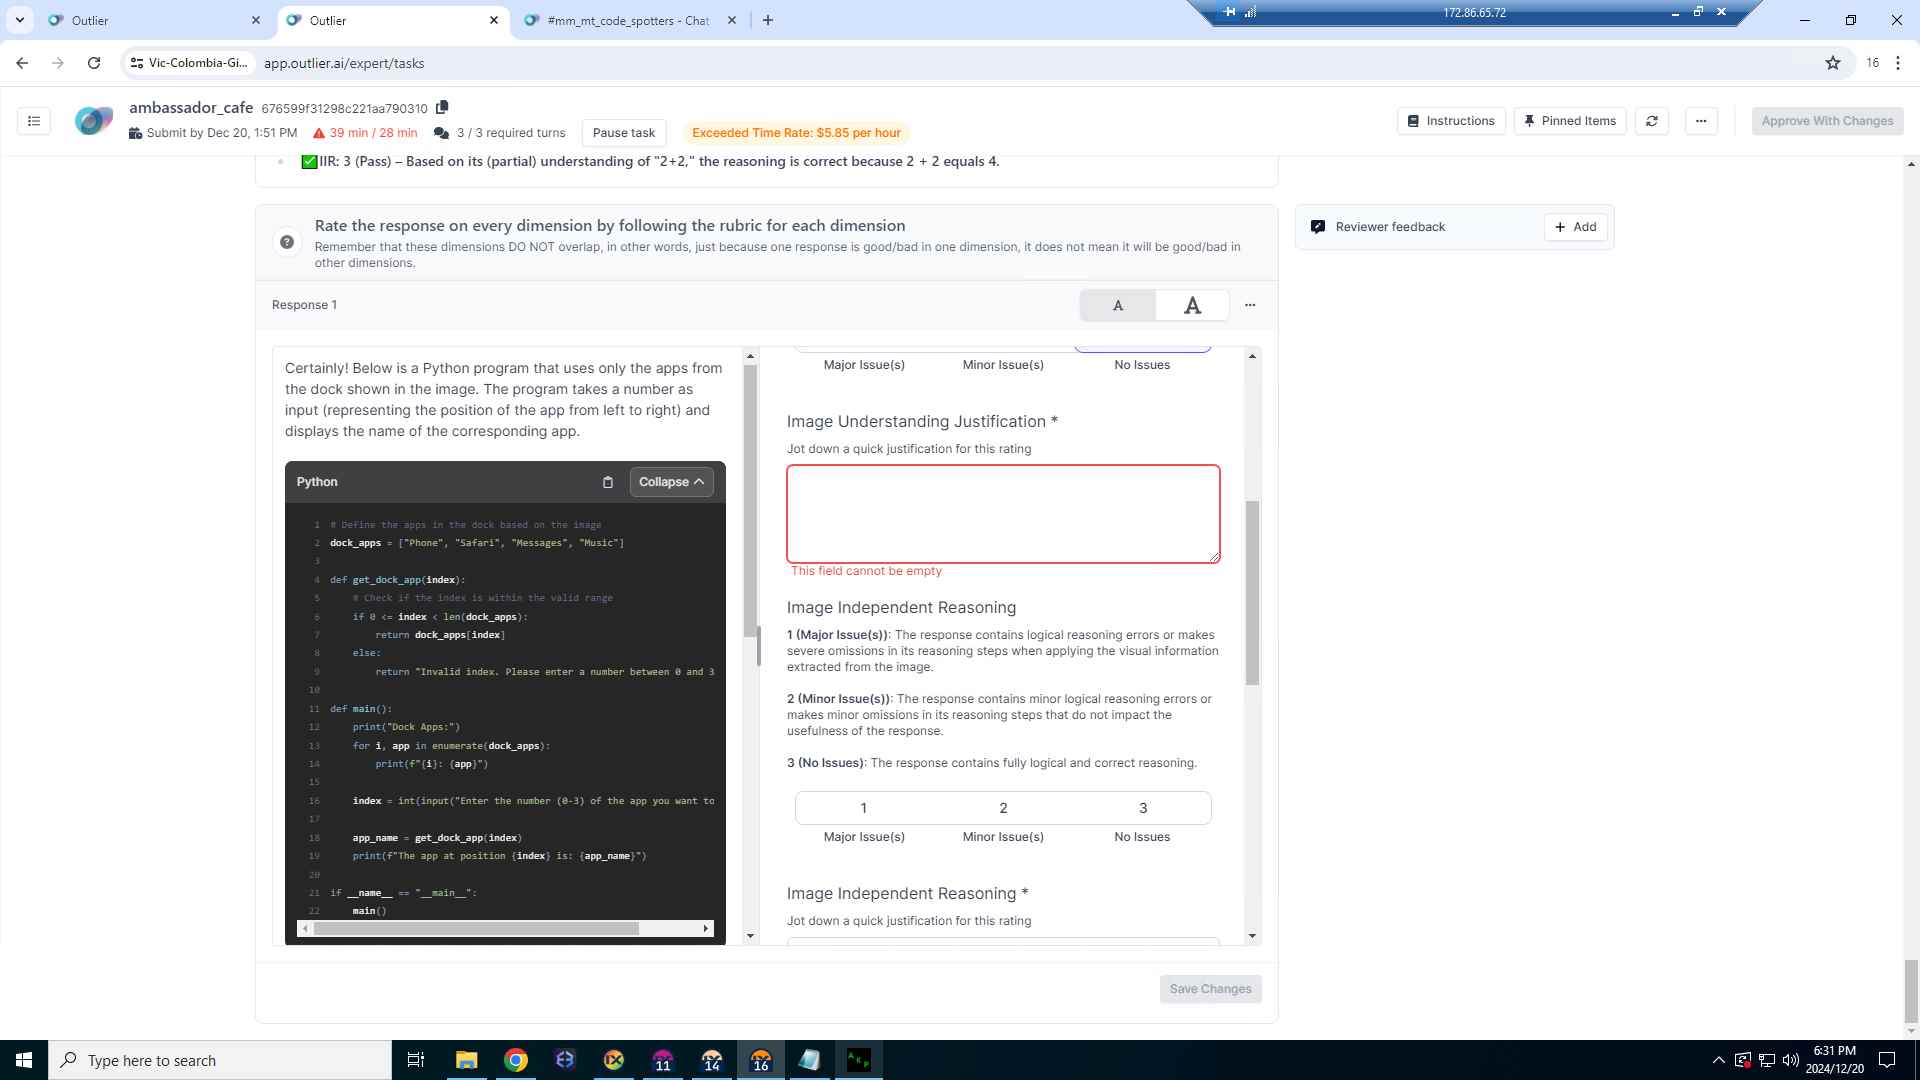 Outlier
Outlier
#mm_mt_code_spotters - Chat
172.86.65.72
Vic-Colombia-Gi...
app.outlier.ai/expert/tasks
16
ambassador_cafe 676599f31298c221aa790310
Submit by Dec 20, 1:51 PM
39 min / 28 min
3 / 3 required turns
Pause task
Exceeded Time Rate: $5.85 per hour
Instructions
Pinned Items
Approve With Changes
IIR: 3 (Pass) – Based on its (partial) understanding of "2+2," the reasoning is correct because 2 + 2 equals 4.
Rate the response on every dimension by following the rubric for each dimension
Remember that these dimensions DO NOT overlap, in other words, just because one response is good/bad in one dimension, it does not mean it will be good/bad in
other dimensions.
Reviewer feedback
Add
Response 1
A
A
Certainly! Below is a Python program that uses only the apps from
the dock shown in the image. The program takes a number as
input (representing the position of the app from left to right) and
displays the name of the corresponding app.
Python
Collapse
1 # Define the apps in the dock based on the image
2 dock_apps = ["Phone", "Safari", "Messages", "Music"]
3
4 def get_dock_app(index):
5 # Check if the index is within the valid range
6 if 0 <= index < len(dock_apps):
7 return dock_apps[index]
8 else:
9 return "Invalid index. Please enter a number between 0 and 3
10
11 def main():
12 print("Dock Apps:")
13 for i, app in enumerate(dock_apps):
14 print(f"{i}: {app}")
15
16 index = int(input("Enter the number (0-3) of the app you want to
17
18 app_name = get_dock_app(index)
19 print(f"The app at position {index} is: {app_name}")
20
21 if __name__ == "__main__":
22 main()
Major Issue(s)
Minor Issue(s)
No Issues
Image Understanding Justification *
Jot down a quick justification for this rating
This field cannot be empty
Image Independent Reasoning
1 (Major Issue(s)): The response contains logical reasoning errors or makes
severe omissions in its reasoning steps when applying the visual information
extracted from the image.
2 (Minor Issue(s)): The response contains minor logical reasoning errors or
makes minor omissions in its reasoning steps that do not impact the
usefulness of the response.
3 (No Issues): The response contains fully logical and correct reasoning.
1
2
3
Major Issue(s)
Minor Issue(s)
No Issues
Image Independent Reasoning *
Jot down a quick justification for this rating
Save Changes
Type here to search
11
14
16
6:31 PM
2024/12/20